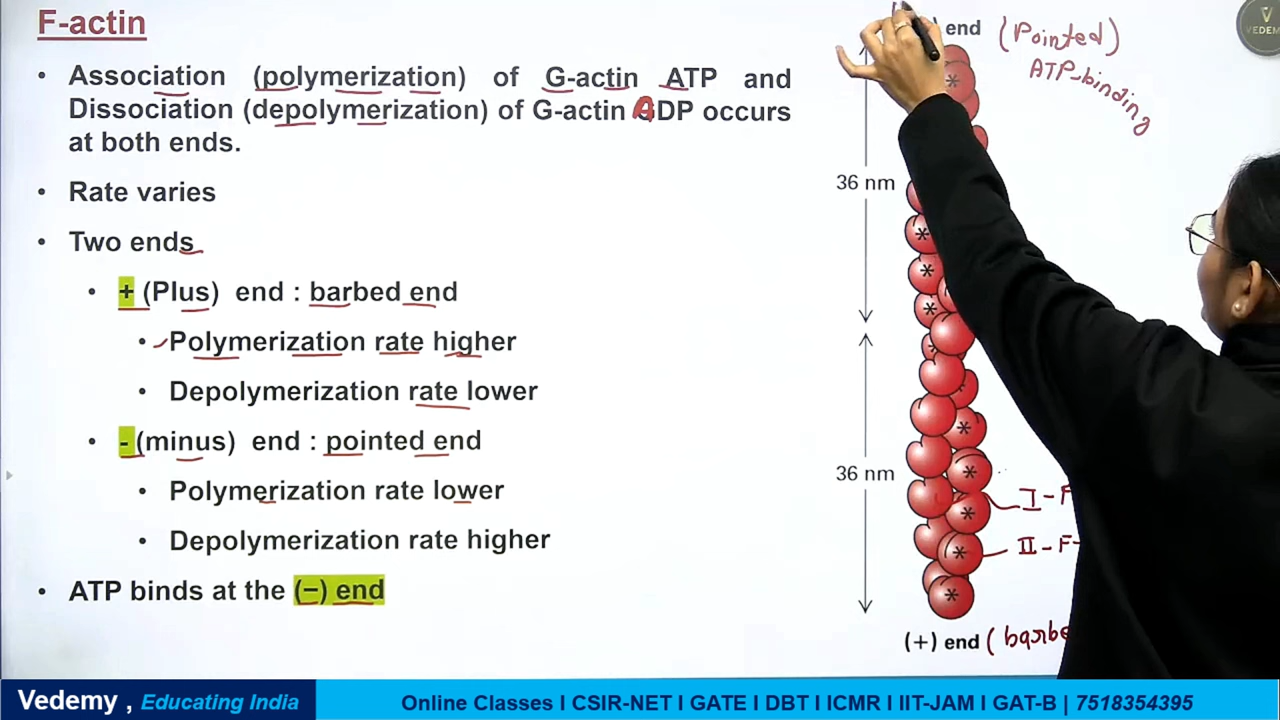 F-actin
• Association (polymerization) of G-actin ATP and
Dissociation (depolymerization) of G-actin ADP occurs
at both ends.
• Rate varies
• Two ends
• + (Plus) end : barbed end
• Polymerization rate higher
• Depolymerization rate lower
• - (minus) end : pointed end
• Polymerization rate lower
• Depolymerization rate higher
• ATP binds at the (−) end
end (Pointed)
ATP-binding
36 nm
36 nm
I-F
II-F-
(+) end (barbe
V
VEDEMY
Vedemy , Educating India
Online Classes I CSIR-NET I GATE I DBT I ICMR I IIT-JAM I GAT-B | 7518354395